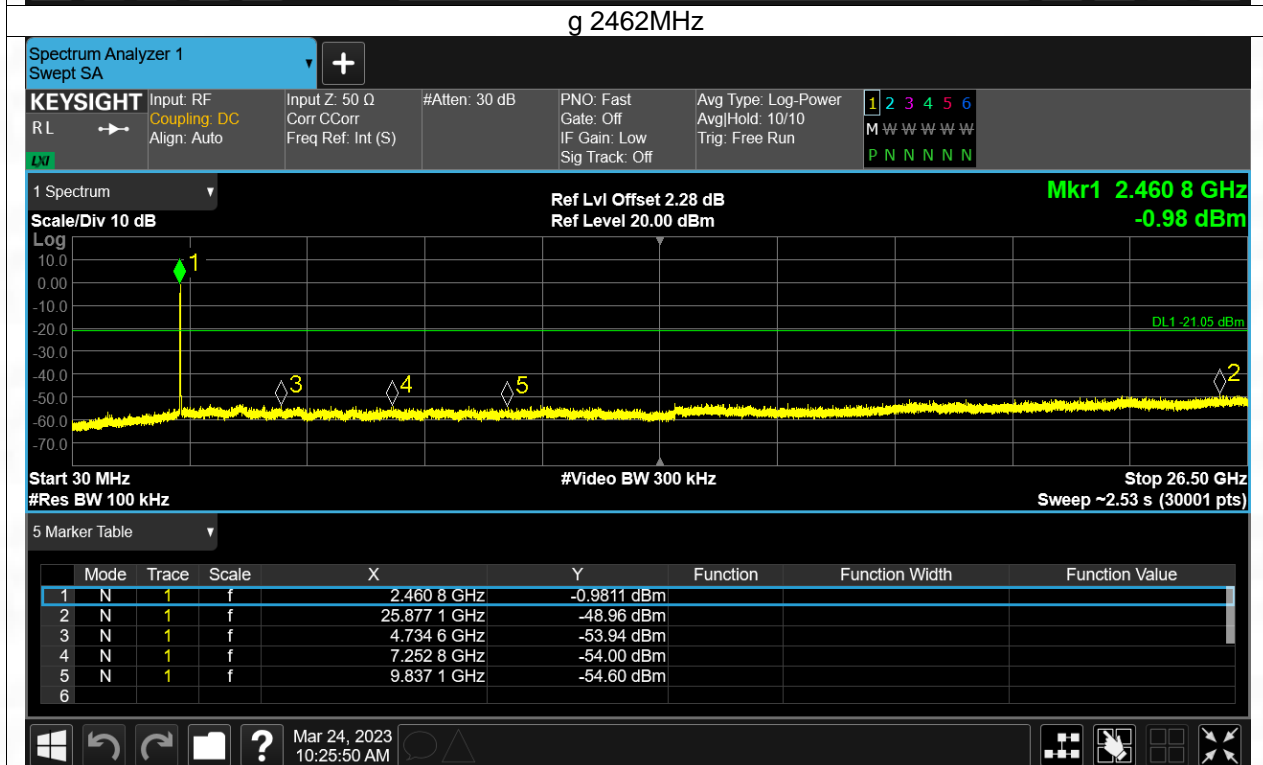 g 2462MHz
Spectrum Analyzer 1
Swept SA
KEYSIGHT
RL
LXI
Input: RF
Coupling: DC
Align: Auto
Input Z: 50 Ω
Corr CCorr
Freq Ref: Int (S)
#Atten: 30 dB
PNO: Fast
Gate: Off
IF Gain: Low
Sig Track: Off
Avg Type: Log-Power
Avg|Hold: 10/10
Trig: Free Run
1 2 3 4 5 6
M W W W W W
P N N N N N
1 Spectrum
Scale/Div 10 dB
Ref Lvl Offset 2.28 dB
Ref Level 20.00 dBm
Mkr1 2.460 8 GHz
-0.98 dBm
Log
10.0
0.00
-10.0
-20.0
-30.0
-40.0
-50.0
-60.0
-70.0
1
DL1 -21.05 dBm
3
4
5
2
Start 30 MHz
#Video BW 300 kHz
Stop 26.50 GHz
#Res BW 100 kHz
Sweep ~2.53 s (30001 pts)
5 Marker Table
Mode Trace Scale X Y Function Function Width Function Value
1 N 1 f 2.460 8 GHz -0.9811 dBm
2 N 1 f 25.877 1 GHz -48.96 dBm
3 N 1 f 4.734 6 GHz -53.94 dBm
4 N 1 f 7.252 8 GHz -54.00 dBm
5 N 1 f 9.837 1 GHz -54.60 dBm
6
?
Mar 24, 2023
10:25:50 AM